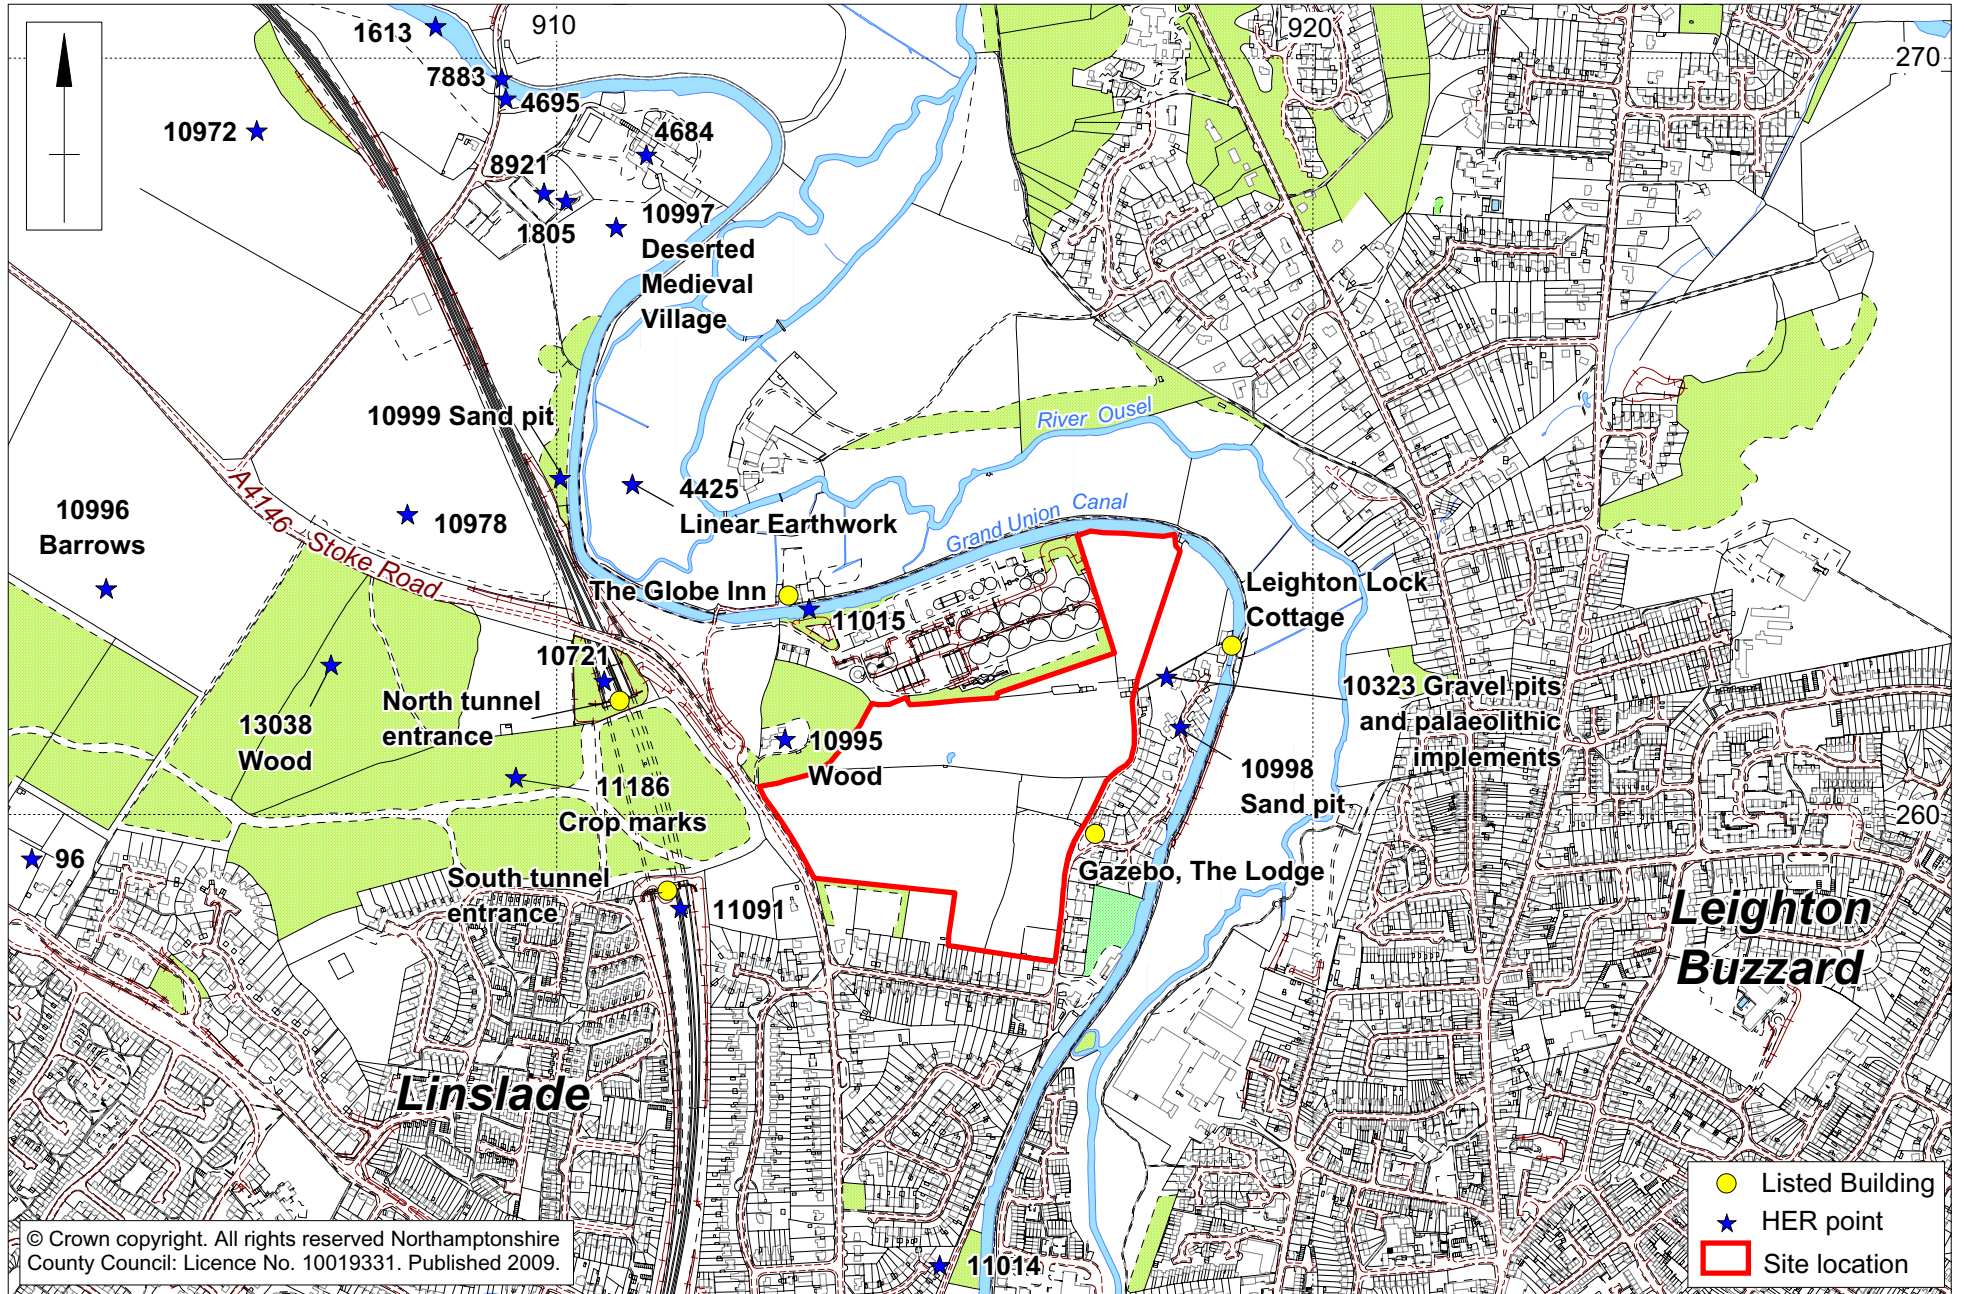 910
920
270
1613
7883
4695
10972
4684
8921
1805
10997
Deserted
Medieval
Village
10999 Sand pit
River Ousel
4425
Linear Earthwork
Grand Union Canal
10996
Barrows
10978
A4146 Stoke Road
The Globe Inn
11015
Leighton Lock
Cottage
10721
North tunnel
entrance
13038
Wood
10995
Wood
10323 Gravel pits
and palaeolithic
implements
10998
Sand pit
11186
Crop marks
260
96
South tunnel
entrance
11091
Gazebo, The Lodge
Leighton
Buzzard
Linslade
11014
Listed Building
HER point
Site location
© Crown copyright. All rights reserved Northamptonshire
County Council: Licence No. 10019331. Published 2009.